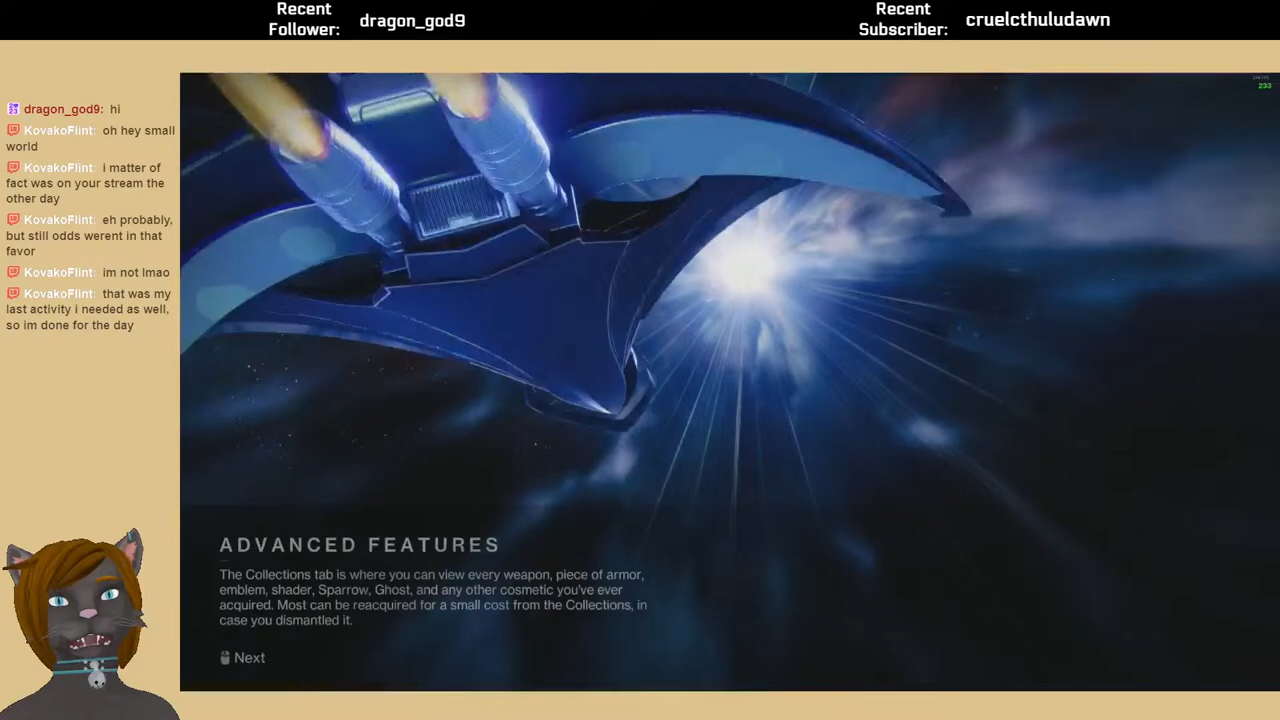 Recent
Follower:
dragon_god9
Recent
Subscriber:
cruelcthuludawn
dragon_god9: hi
KovakoFlint: oh hey small
world
KovakoFlint: i matter of
fact was on your stream the
other day
KovakoFlint: eh probably,
but still odds werent in that
favor
KovakoFlint: im not lmao
KovakoFlint: that was my
last activity i needed as well,
so im done for the day
233
ADVANCED FEATURES
The Collections tab is where you can view every weapon, piece of armor,
emblem, shader, Sparrow, Ghost, and any other cosmetic you've ever
acquired. Most can be reacquired for a small cost from the Collections, in
case you dismantled it.
Next